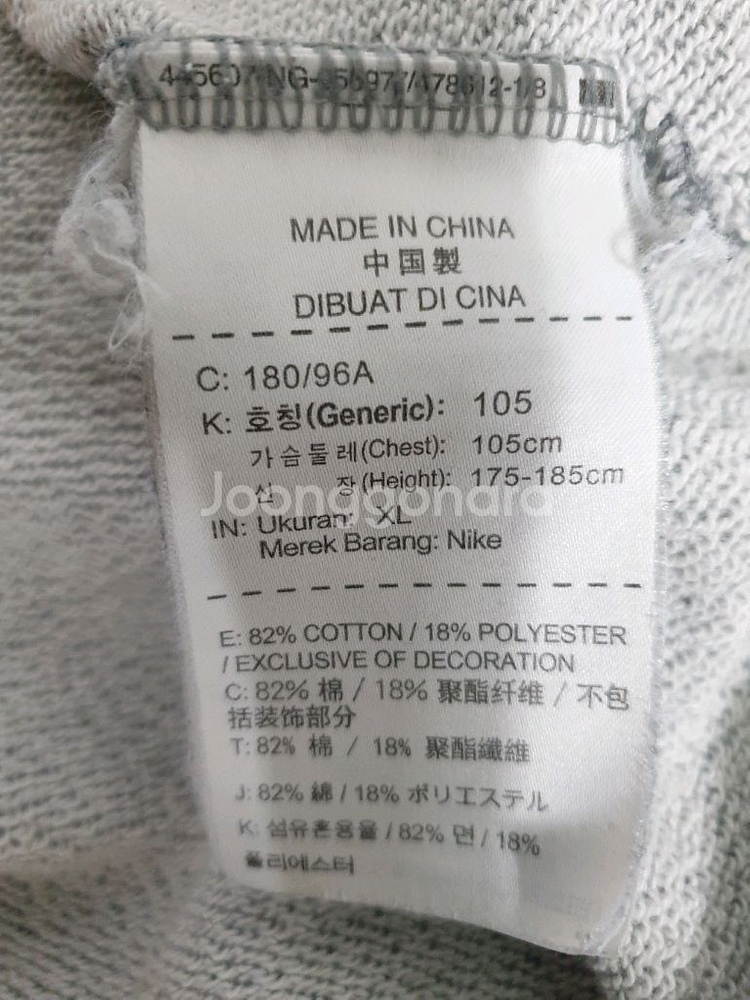 MADE IN CHINA
中国製
DIBUAT DI CINA
C: 180/96A
K: 호칭(Generic): 105
가슴둘레(Chest): 105cm
신 장(Height): 175-185cm
Joonggonara
IN: Ukuran: XL
Merek Barang: Nike
E: 82% COTTON / 18% POLYESTER
/ EXCLUSIVE OF DECORATION
C: 82% 棉 / 18% 聚酯纤维 / 不包
括装饰部分
T: 82% 棉 / 18% 聚酯纖維
J: 82% 綿 / 18% ポリエステル
K: 섬유혼용율 / 82% 면 / 18%
폴리에스터